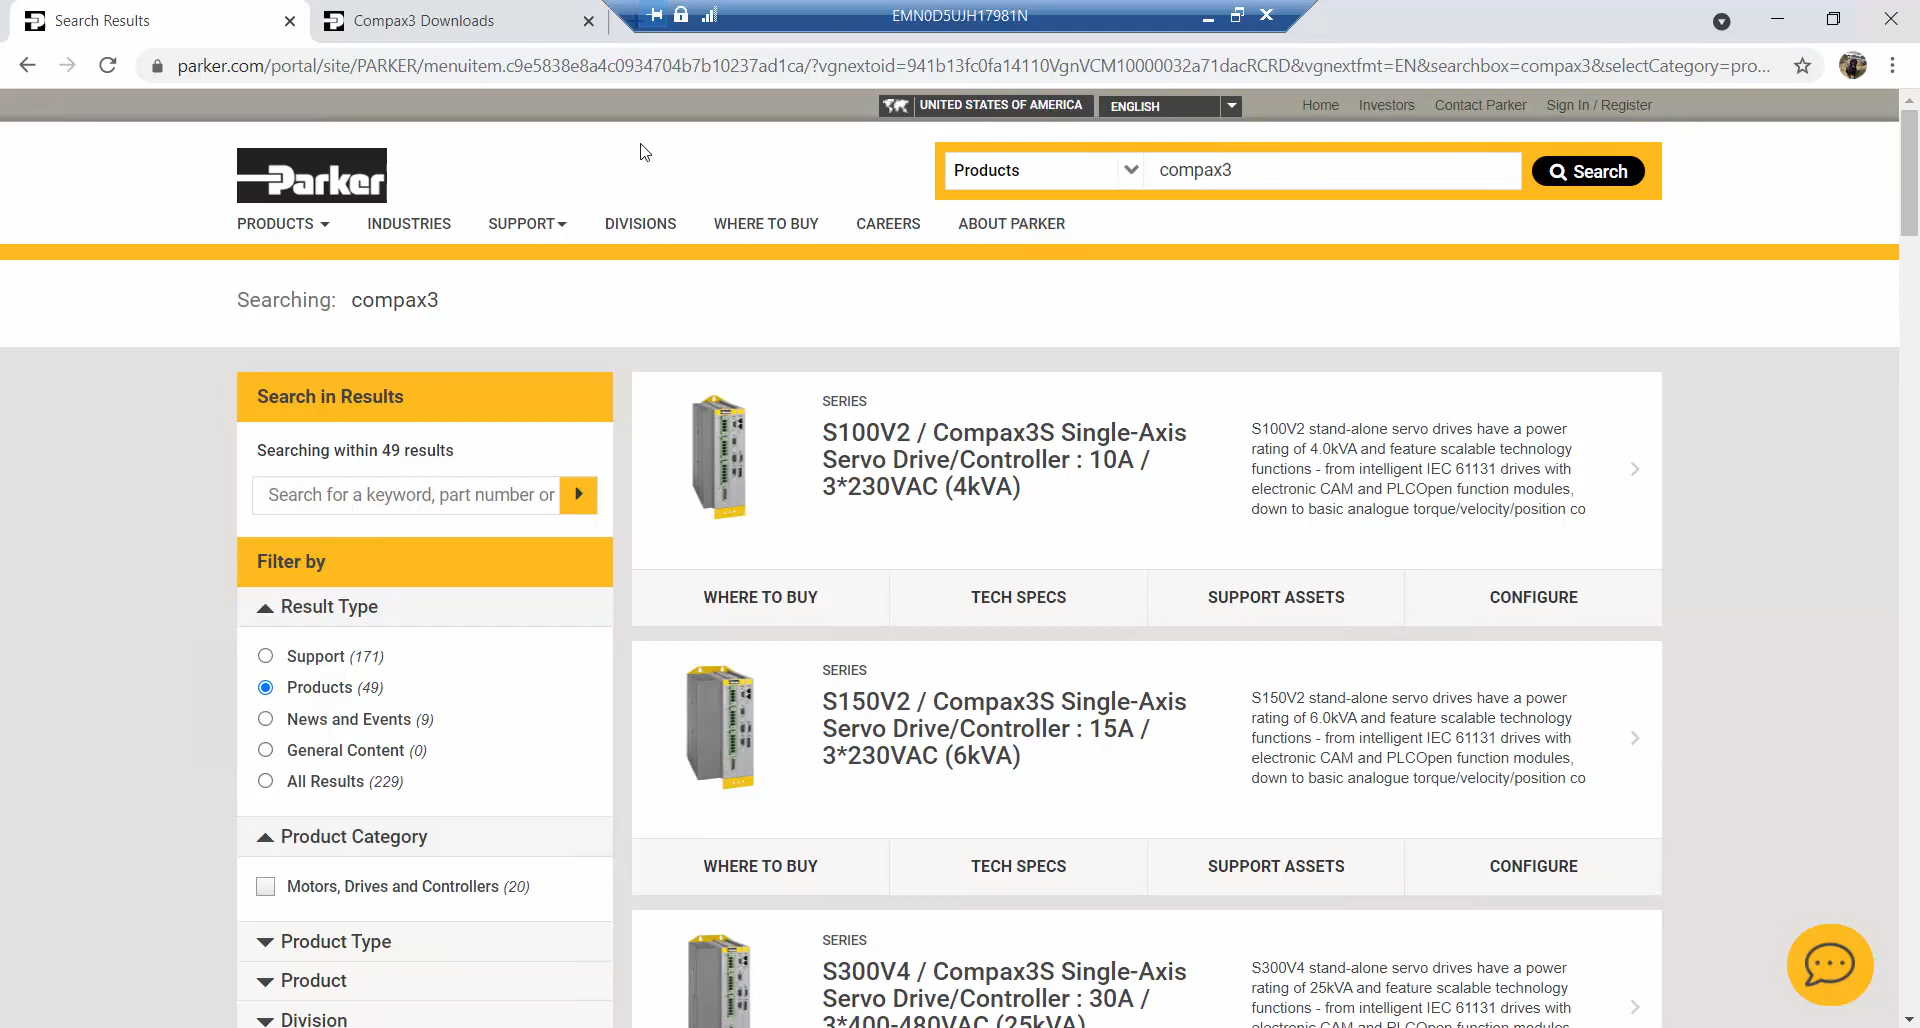 Search Results
Compax3 Downloads
EMN0D5UJH17981N
parker.com/portal/site/PARKER/menuitem.c9e5838e8a4c0934704b7b10237ad1ca/?vgnextoid=941b13fc0fa14110VgnVCM10000032a71dacRCRD&vgnextfmt=EN&searchbox=compax3&selectCategory=pro...
UNITED STATES OF AMERICA
ENGLISH
Home
Investors
Contact Parker
Sign In / Register
Parker
Products
compax3
Search
PRODUCTS
INDUSTRIES
SUPPORT
DIVISIONS
WHERE TO BUY
CAREERS
ABOUT PARKER
Searching: compax3
Search in Results
Searching within 49 results
Search for a keyword, part number or
Filter by
Result Type
Support (171)
Products (49)
News and Events (9)
General Content (0)
All Results (229)
Product Category
Motors, Drives and Controllers (20)
Product Type
Product
Division
SERIES
S100V2 / Compax3S Single-Axis
Servo Drive/Controller : 10A /
3*230VAC (4kVA)
S100V2 stand-alone servo drives have a power
rating of 4.0kVA and feature scalable technology
functions - from intelligent IEC 61131 drives with
electronic CAM and PLCOpen function modules,
down to basic analogue torque/velocity/position co
WHERE TO BUY
TECH SPECS
SUPPORT ASSETS
CONFIGURE
SERIES
S150V2 / Compax3S Single-Axis
Servo Drive/Controller : 15A /
3*230VAC (6kVA)
S150V2 stand-alone servo drives have a power
rating of 6.0kVA and feature scalable technology
functions - from intelligent IEC 61131 drives with
electronic CAM and PLCOpen function modules,
down to basic analogue torque/velocity/position co
WHERE TO BUY
TECH SPECS
SUPPORT ASSETS
CONFIGURE
SERIES
S300V4 / Compax3S Single-Axis
Servo Drive/Controller : 30A /
3*400-480VAC (25kVA)
S300V4 stand-alone servo drives have a power
rating of 25kVA and feature scalable technology
functions - from intelligent IEC 61131 drives with
electronic CAM and PLCOpen function modules